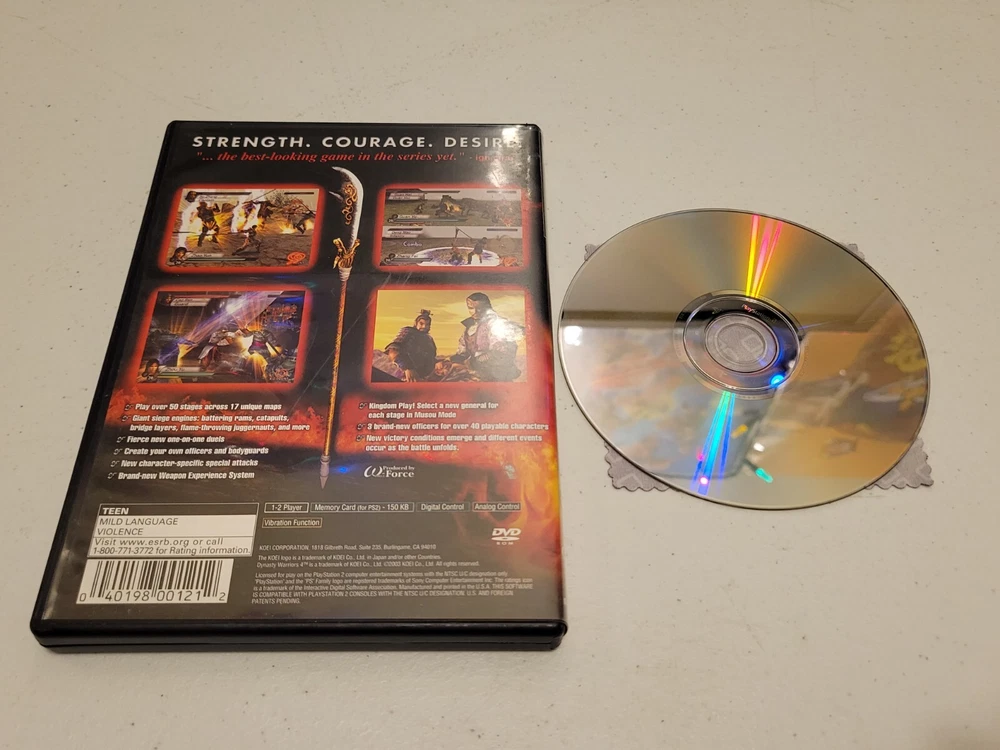 STRENGTH. COURAGE. DESIRE.
"... the best-looking game in the series yet."
Play over 50 stages across 17 unique maps
Giant siege engines: battering rams, catapults,
bridge layers, flame-throwing juggernauts, and more
Fierce new one-on-one duels
Create your own officers and bodyguards
New character-specific special attacks
Brand-new Weapon Experience System
Kingdom Play! Select a new general for
each stage in Musou Mode
3 brand-new officers for over 40 playable characters
New victory conditions emerge and different events
occur as the battle unfolds.
Produced by
ω-Force
1-2 Player
Memory Card (for PS2) - 150 KB
Digital Control
Analog Control
Vibration Function
TEEN
MILD LANGUAGE
VIOLENCE
Visit www.esrb.org or call
1-800-771-3772 for Rating information.
0 40198 00121 2
DVD
ROM
KOEI CORPORATION, 1818 Gilbreth Road, Suite 235, Burlingame, CA 94010
The KOEI logo is a trademark of KOEI Co., Ltd. in Japan and/or other Countries.
Dynasty Warriors 4™ is a trademark of KOEI Co., Ltd. ©2003 KOEI Co., Ltd. All rights reserved.
Licensed for play on the PlayStation 2 computer entertainment systems with the NTSC U/C designation only.
"PlayStation" and the "PS" Family logo are registered trademarks of Sony Computer Entertainment Inc. The ratings icon
is a trademark of the Interactive Digital Software Association. Manufactured and printed in the U.S.A. THIS SOFTWARE
IS COMPATIBLE WITH PLAYSTATION 2 CONSOLES WITH THE NTSC U/C DESIGNATION. U.S. AND FOREIGN
PATENTS PENDING.